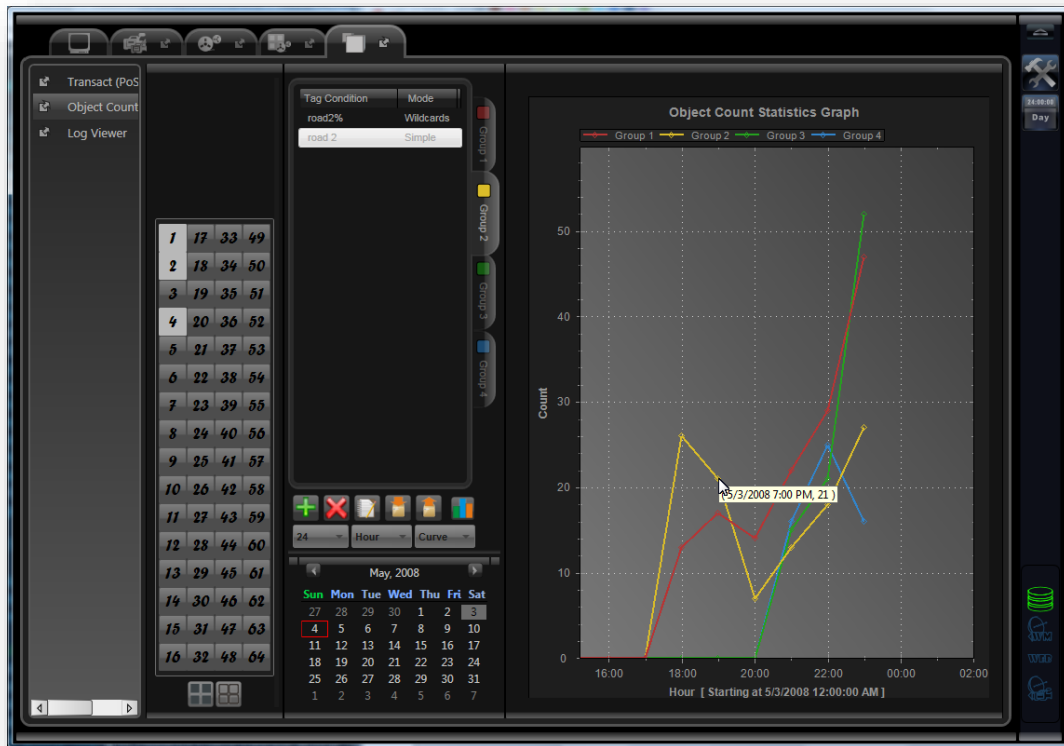 Transact (PoS
Object Count
Log Viewer
1 17 33 49
2 18 34 50
3 19 35 51
4 20 36 52
5 21 37 53
6 22 38 54
7 23 39 55
8 24 40 56
9 25 41 57
10 26 42 58
11 27 43 59
12 28 44 60
13 29 45 61
14 30 46 62
15 31 47 63
16 32 48 64
Tag Condition Mode
road2% Wildcards
road 2 Simple
Group 1
Group 2
Group 3
Group 4
24 Hour Curve
May, 2008
Sun Mon Tue Wed Thu Fri Sat
27 28 29 30 1 2 3
4 5 6 7 8 9 10
11 12 13 14 15 16 17
18 19 20 21 22 23 24
25 26 27 28 29 30 31
1 2 3 4 5 6 7
Object Count Statistics Graph
Group 1 Group 2 Group 3 Group 4
Count
50
40
30
20
10
0
5/3/2008 7:00 PM, 21 )
16:00 18:00 20:00 22:00 00:00 02:00
Hour [ Starting at 5/3/2008 12:00:00 AM ]
24:00:00
Day
WM
WEB